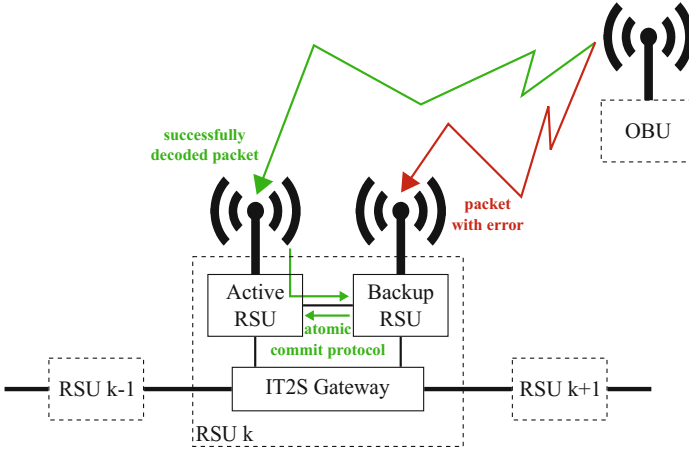 OBU
successfully
decoded packet
packet
with error
Active
RSU
Backup
RSU
atomic
commit protocol
RSU k-1
IT2S Gateway
RSU k+1
RSU k